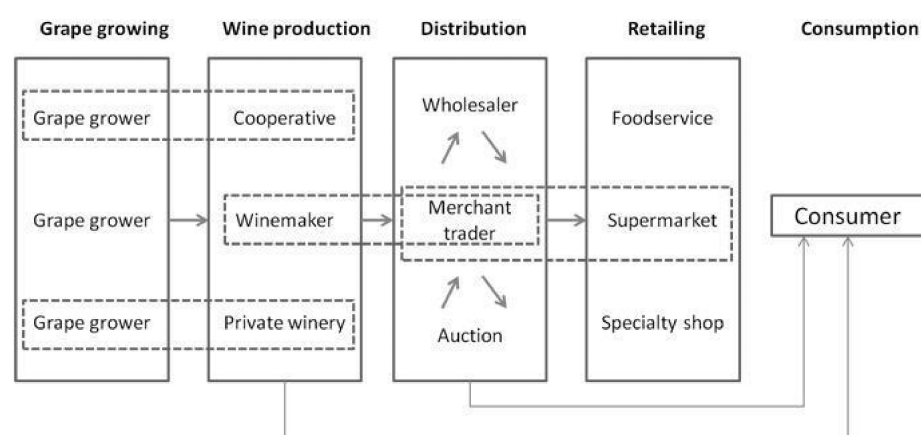 Grape growing
Wine production
Distribution
Retailing
Consumption
Grape grower
Cooperative
Wholesaler
Foodservice
Grape grower
Winemaker
Merchant
trader
Supermarket
Consumer
Grape grower
Private winery
Auction
Specialty shop